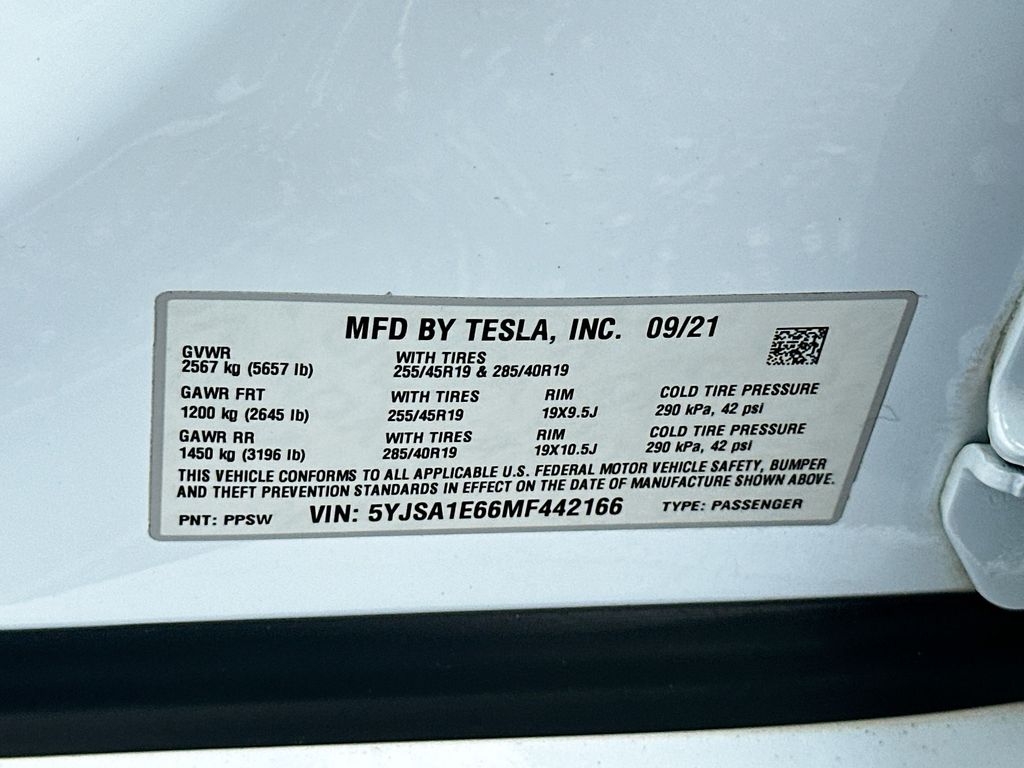 MFD BY TESLA, INC. 09/21
GVWR WITH TIRES
2567 kg (5657 lb) 255/45R19 & 285/40R19
GAWR FRT WITH TIRES RIM COLD TIRE PRESSURE
1200 kg (2645 lb) 255/45R19 19X9.5J 290 kPa, 42 psi
GAWR RR WITH TIRES RIM COLD TIRE PRESSURE
1450 kg (3196 lb) 285/40R19 19X10.5J 290 kPa, 42 psi
THIS VEHICLE CONFORMS TO ALL APPLICABLE U.S. FEDERAL MOTOR VEHICLE SAFETY, BUMPER
AND THEFT PREVENTION STANDARDS IN EFFECT ON THE DATE OF MANUFACTURE SHOWN ABOVE.
PNT: PPSW VIN: 5YJSA1E66MF442166 TYPE: PASSENGER